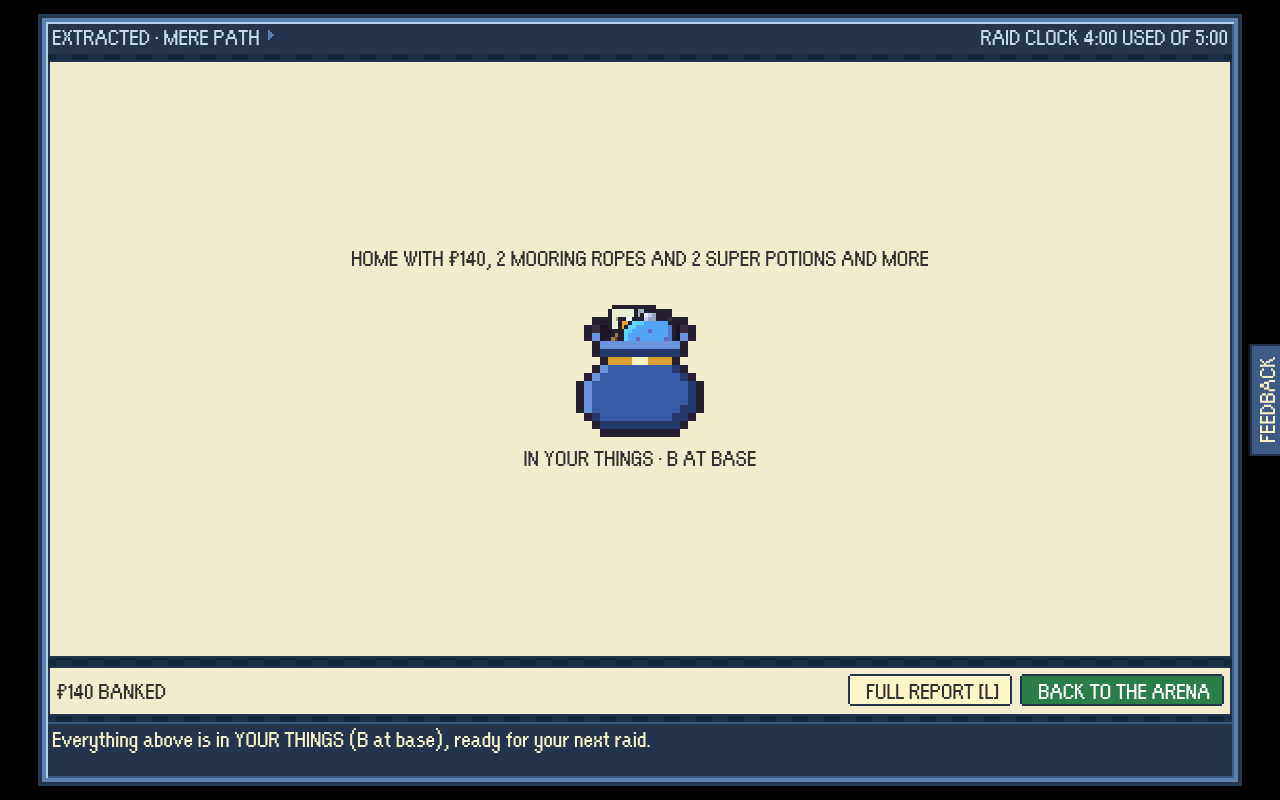 EXTRACTED · MERE PATH
RAID CLOCK 4:00 USED OF 5:00
HOME WITH ₽140, 2 MOORING ROPES AND 2 SUPER POTIONS AND MORE
IN YOUR THINGS · B AT BASE
FEEDBACK
₽140 BANKED
FULL REPORT [L]
BACK TO THE ARENA
Everything above is in YOUR THINGS (B at base), ready for your next raid.